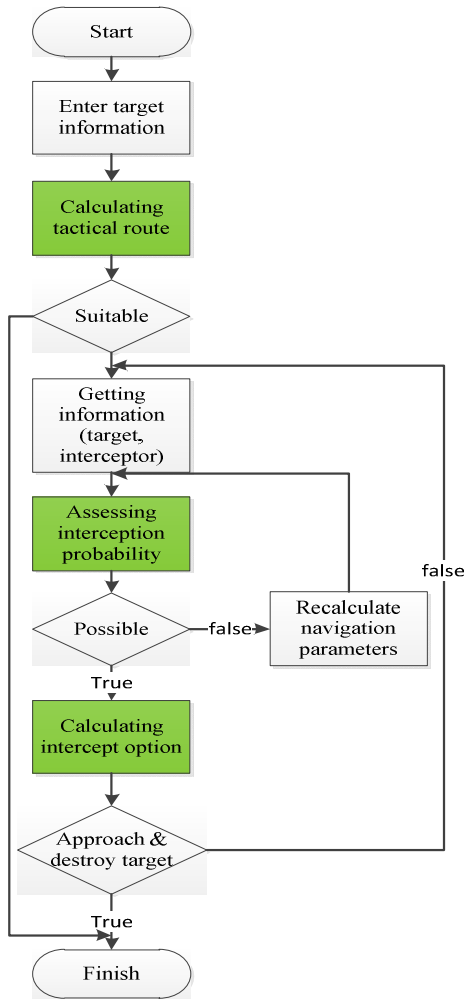 Start
Enter target
information
Calculating
tactical route
Suitable
Getting
information
(target,
interceptor)
Assessing
interception
probability
false
Possible
false
Recalculate
navigation
parameters
True
Calculating
intercept option
Approach &
destroy target
True
Finish